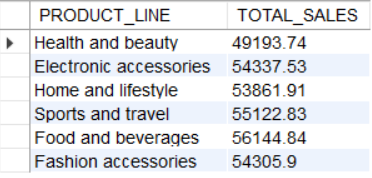 PRODUCT_LINE TOTAL_SALES
Health and beauty 49193.74
Electronic accessories 54337.53
Home and lifestyle 53861.91
Sports and travel 55122.83
Food and beverages 56144.84
Fashion accessories 54305.9